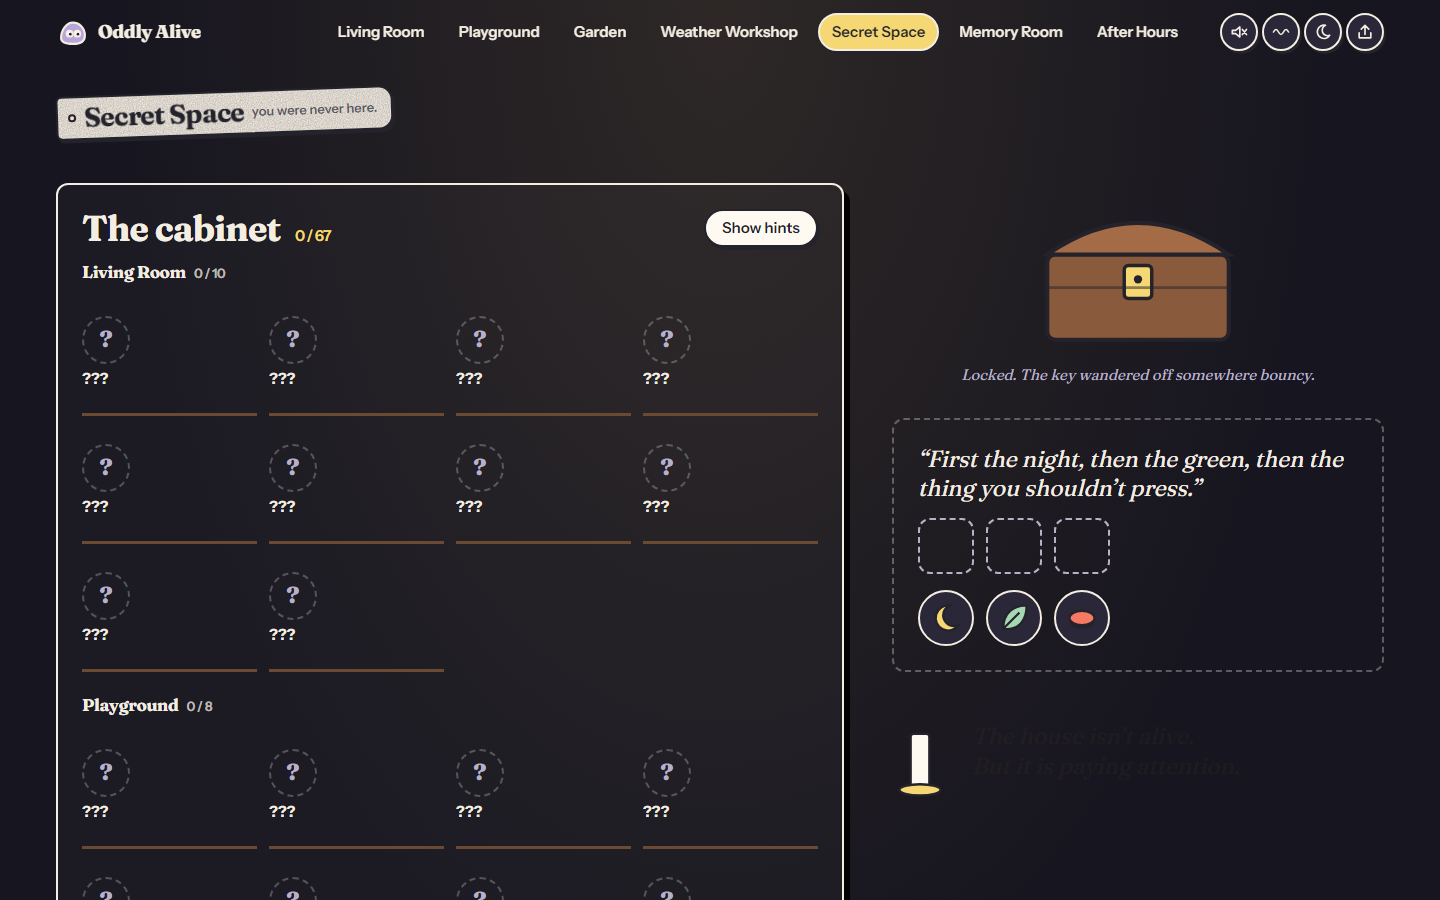 Oddly Alive
Living Room
Playground
Garden
Weather Workshop
Secret Space
Memory Room
After Hours
Secret Space you were never here.
The cabinet 0/67
Show hints
Living Room 0/10
? ? ? ?
??? ??? ??? ???
? ? ? ?
??? ??? ??? ???
? ?
??? ???
Playground 0/8
? ? ? ?
??? ??? ??? ???
? ? ? ?
Locked. The key wandered off somewhere bouncy.
“First the night, then the green, then the
thing you shouldn’t press.”
The house isn’t alive.
But it is paying attention.